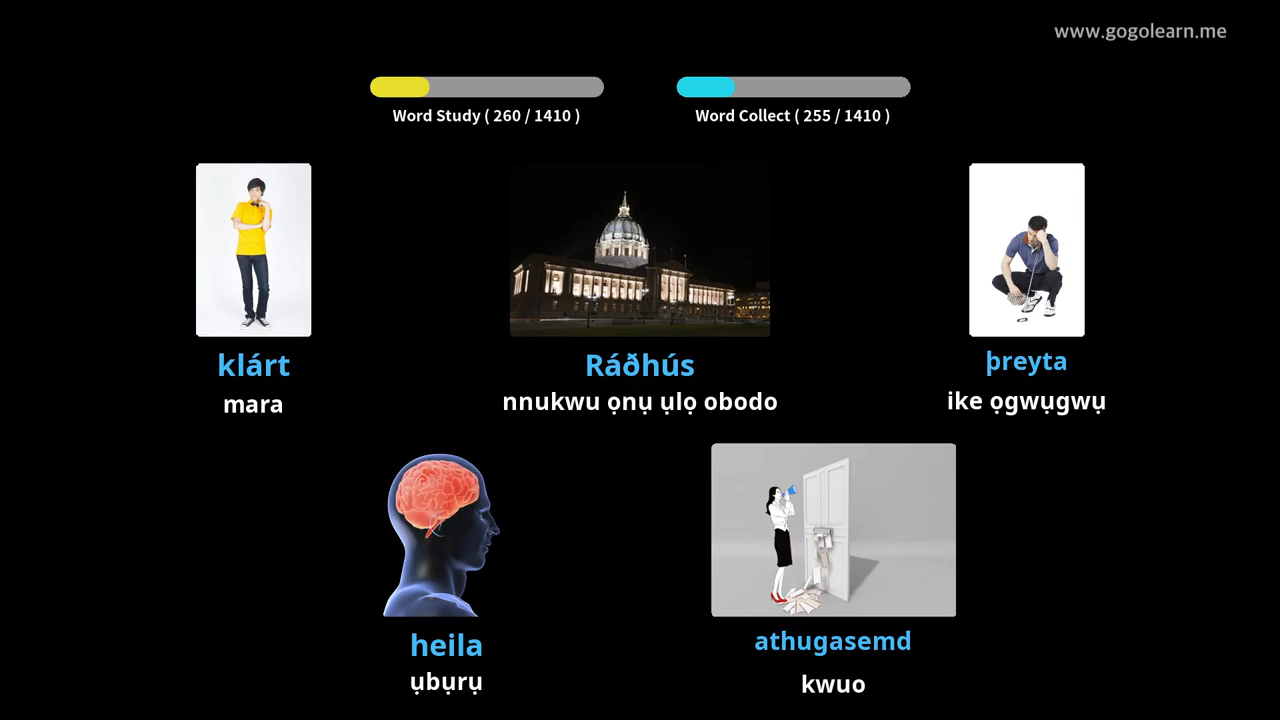 www.gogolearn.me
Word Study ( 260 / 1410 )
Word Collect ( 255 / 1410 )
klárt
mara
Ráðhús
nnukwu ọnụ ụlọ obodo
þreyta
ike ọgwụgwụ
heila
ụbụrụ
athugasemd
kwuo